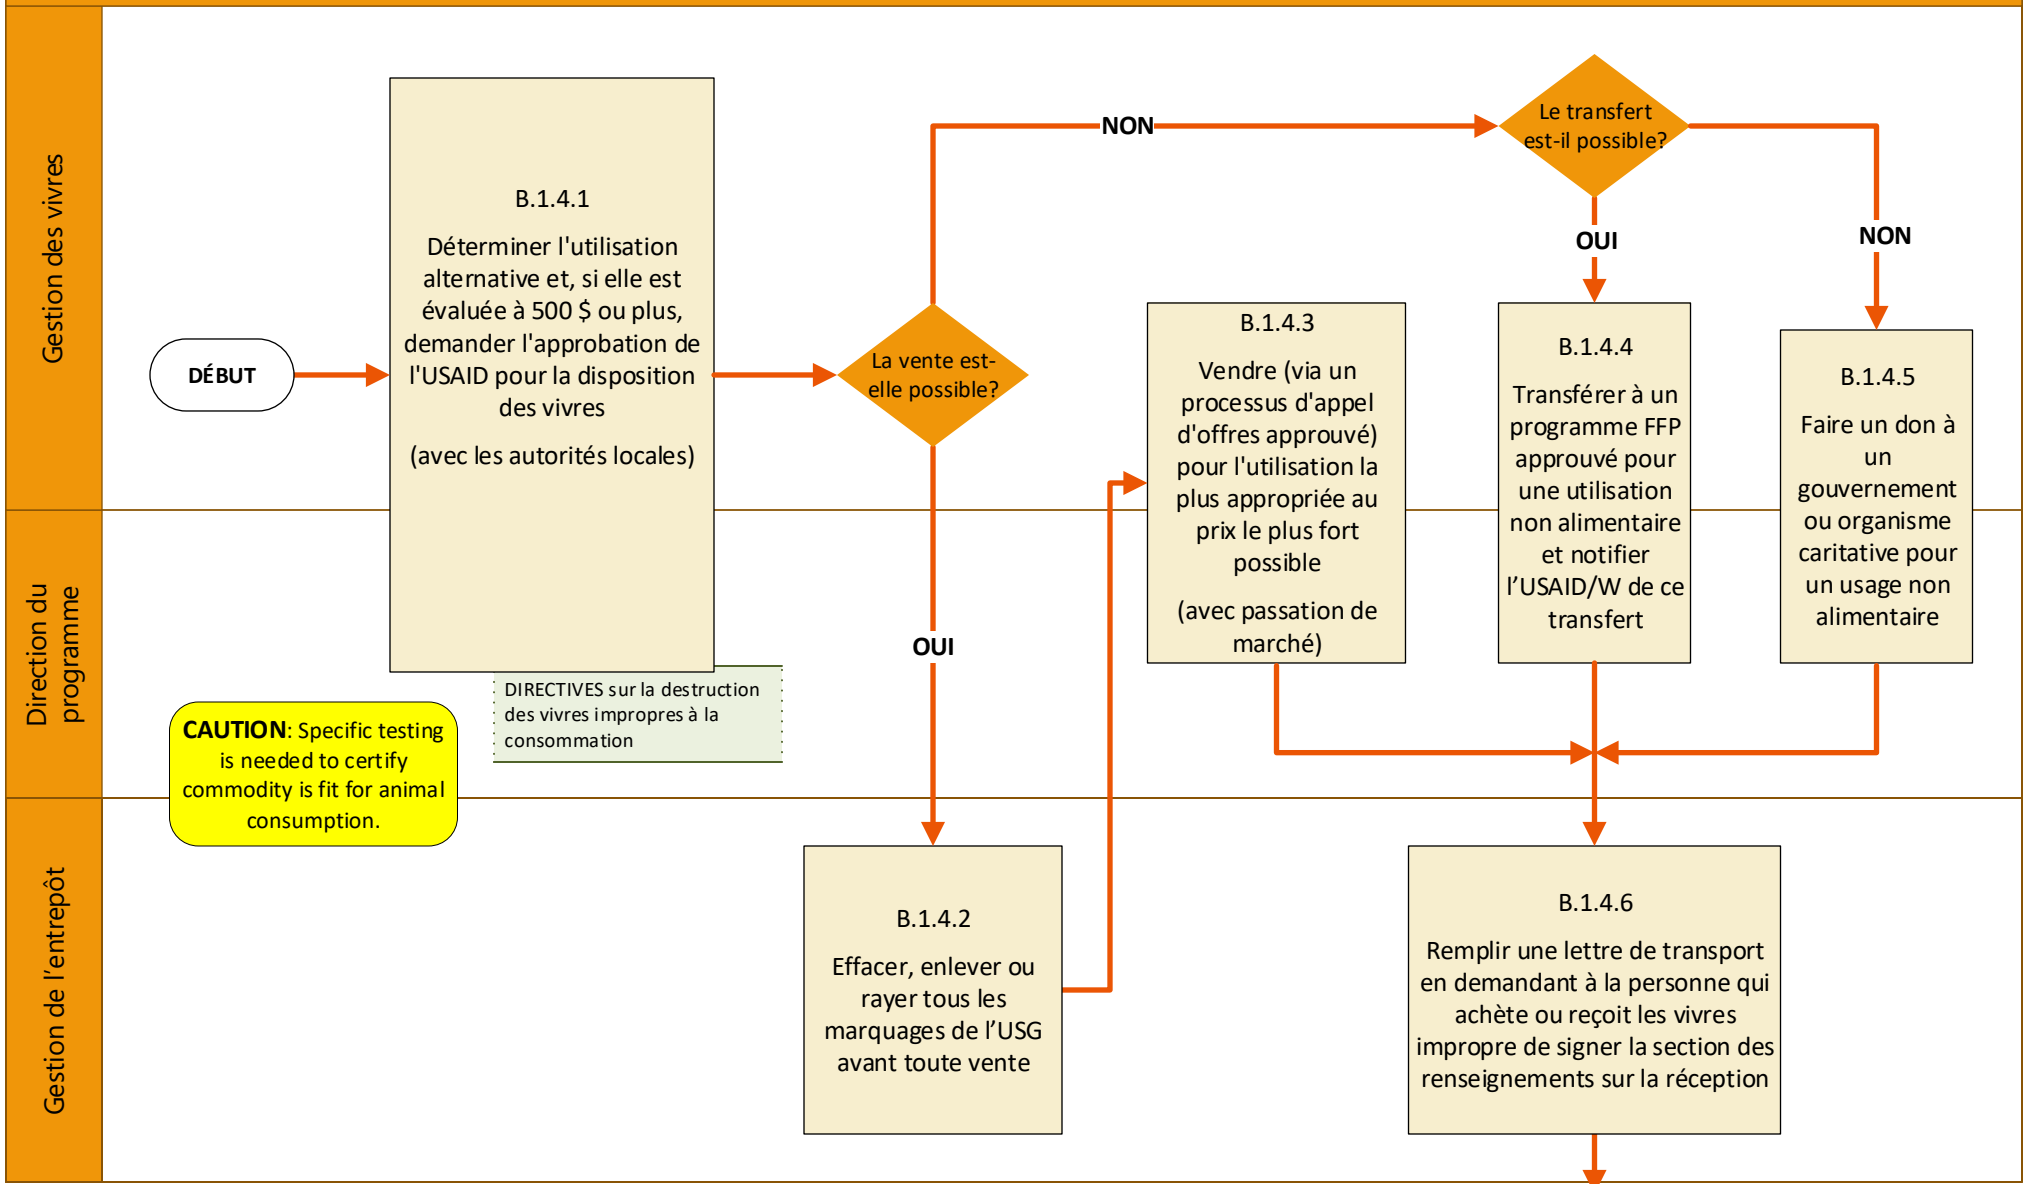 Gestion des vivres
DÉBUT
B.1.4.1
Déterminer l'utilisation
alternative et, si elle est
évaluée à 500 $ ou plus,
demander l'approbation de
l'USAID pour la disposition
des vivres
(avec les autorités locales)
La vente est-
elle possible?
NON
Le transfert
est-il possible?
OUI
NON
B.1.4.3
Vendre (via un
processus d'appel
d'offres approuvé)
pour l'utilisation la
plus appropriée au
prix le plus fort
possible
(avec passation de
marché)
B.1.4.4
Transférer à un
programme FFP
approuvé pour
une utilisation
non alimentaire
et notifier
l’USAID/W de ce
transfert
B.1.4.5
Faire un don à
un
gouvernement
ou organisme
caritative pour
un usage non
alimentaire
Direction du
programme
OUI
DIRECTIVES sur la destruction
des vivres impropres à la
consommation
CAUTION: Specific testing
is needed to certify
commodity is fit for animal
consumption.
Gestion de l’entrepôt
B.1.4.2
Effacer, enlever ou
rayer tous les
marquages de l’USG
avant toute vente
B.1.4.6
Remplir une lettre de transport
en demandant à la personne qui
achète ou reçoit les vivres
impropre de signer la section des
renseignements sur la réception